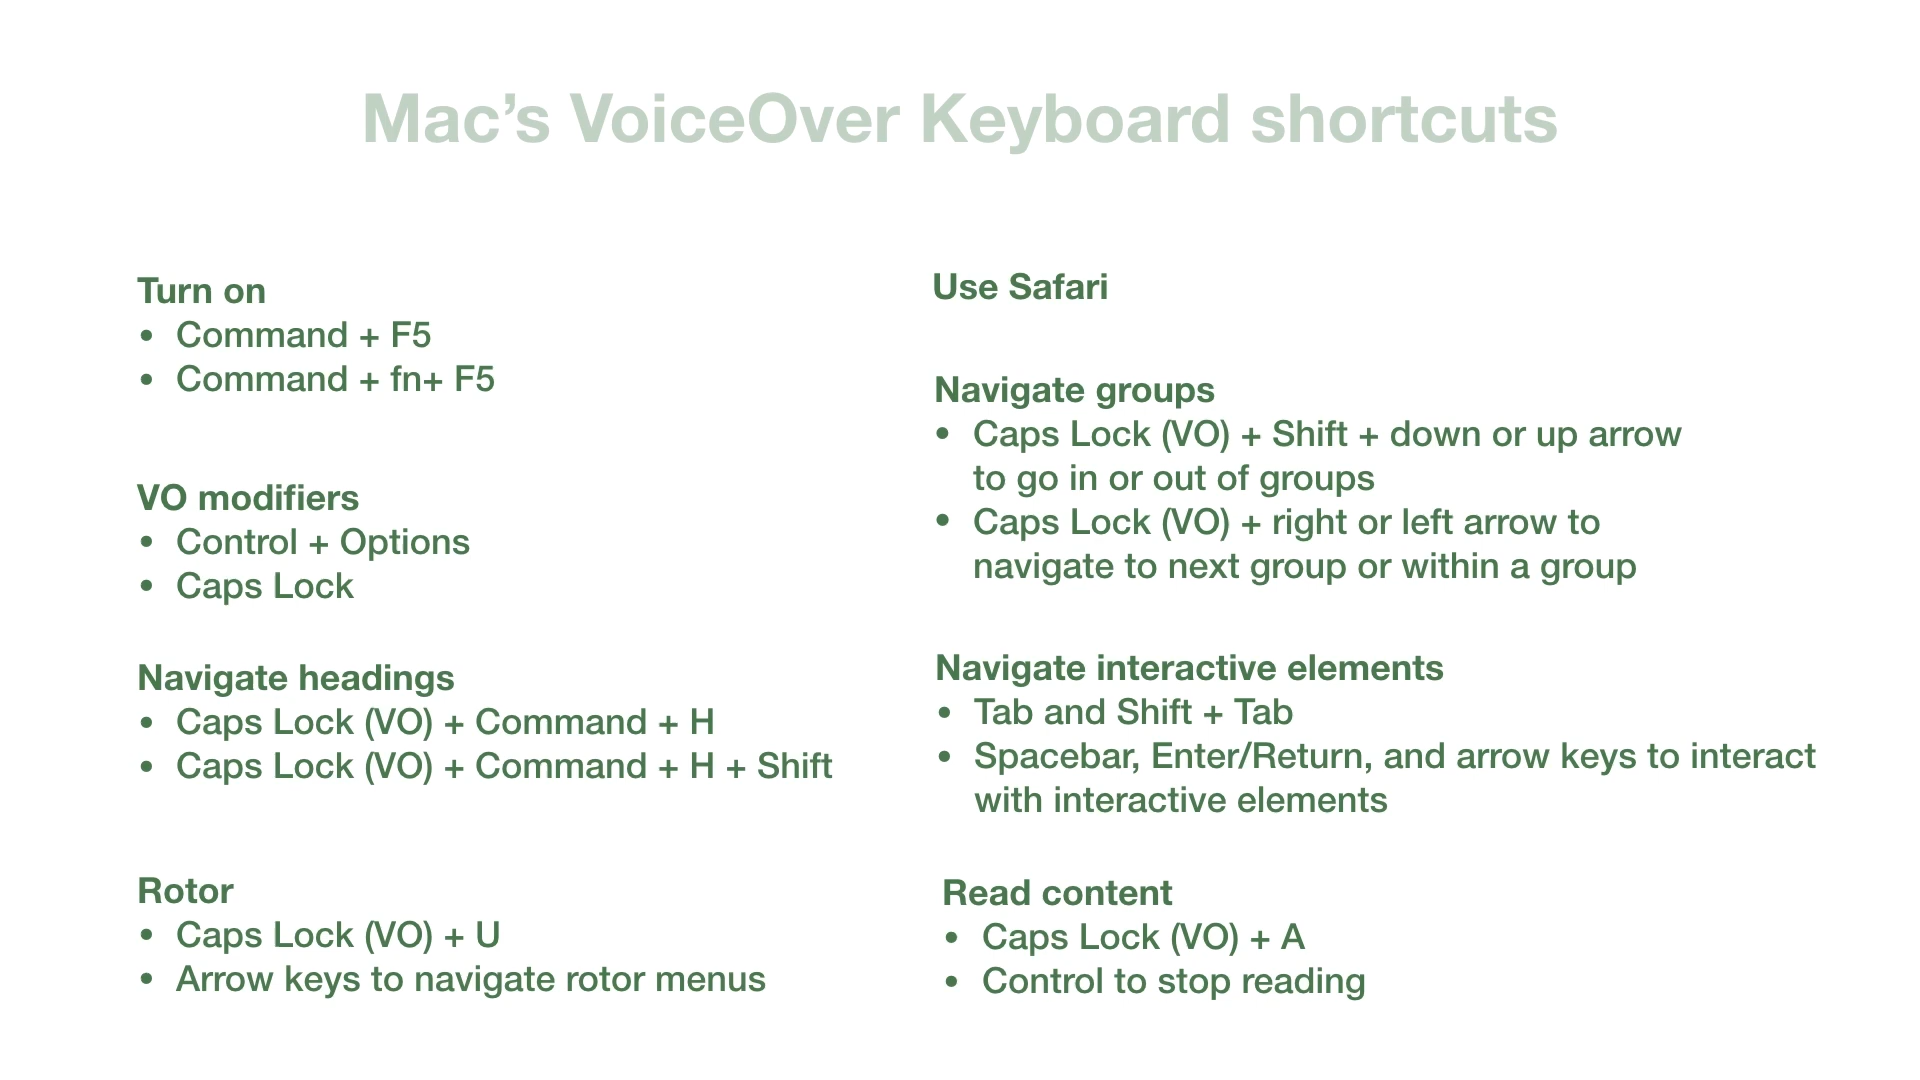 Mac’s VoiceOver Keyboard shortcuts
Turn on
• Command + F5
• Command + fn+ F5
VO modifiers
• Control + Options
• Caps Lock
Navigate headings
• Caps Lock (VO) + Command + H
• Caps Lock (VO) + Command + H + Shift
Rotor
• Caps Lock (VO) + U
• Arrow keys to navigate rotor menus
Use Safari
Navigate groups
• Caps Lock (VO) + Shift + down or up arrow
to go in or out of groups
• Caps Lock (VO) + right or left arrow to
navigate to next group or within a group
Navigate interactive elements
• Tab and Shift + Tab
• Spacebar, Enter/Return, and arrow keys to interact
with interactive elements
Read content
• Caps Lock (VO) + A
• Control to stop reading